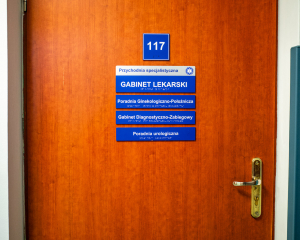 117
Przychodnia specjalistyczna
GABINET LEKARSKI
Poradnia Ginekologiczno-Położnicza
Gabinet Diagnostyczno-Zabiegowy
Poradnia urologiczna